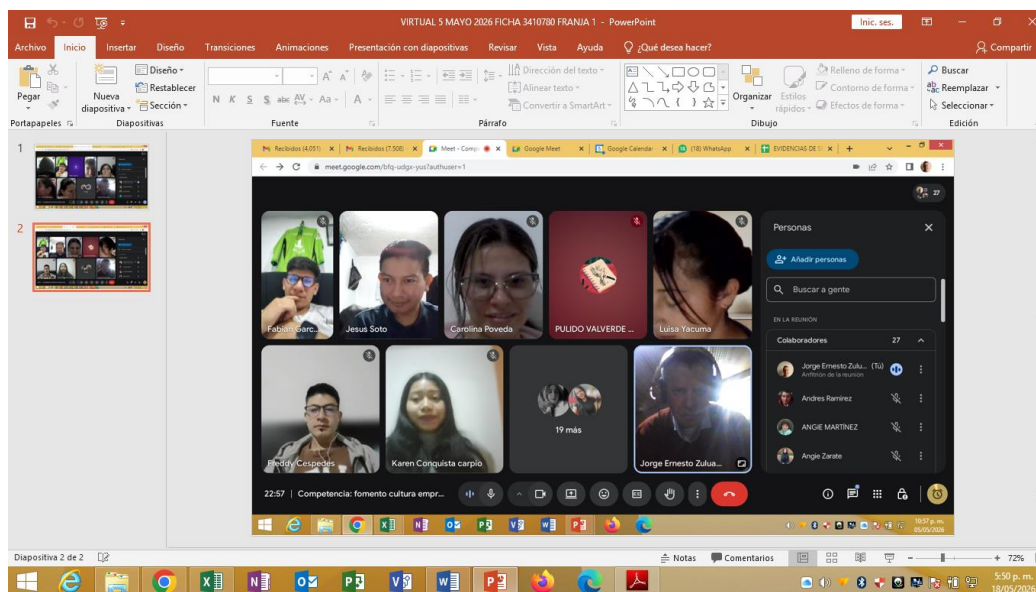 VIRTUAL 5 MAYO 2026 FICHA 3410780 FRANJA 1 - PowerPoint
Inic. ses.
Archivo Inicio Insertar Diseño Transiciones Animaciones Presentación con diapositivas Revisar Vista Ayuda ¿Qué desea hacer? Compartir
Pegar
Nueva diapositiva
Diseño
Restablecer
Sección
N K S S abc AV Aa A
Dirección del texto
Alinear texto
Convertir a SmartArt
Organizar
Estilos rápidos
Relleno de forma
Contorno de forma
Efectos de forma
Buscar
Reemplazar
Seleccionar
Portapapeles Diapositivas Fuente Párrafo Dibujo Edición
1
2
Recibidos (4.051) Recibidos (7.508) Meet - Comp Google Meet Google Calendar (18) WhatsApp EVIDENCIAS DE
meet.google.com/bfq-udgx-yus?authuser=1
27
Personas
Añadir personas
Buscar a gente
EN LA REUNIÓN
Colaboradores 27
Jorge Ernesto Zulu... (Tú)
Anfitrión de la reunión
Andres Ramirez
ANGIE MARTÍNEZ
Angie Zarate
Fabian Garc...
Jesus Soto
Carolina Poveda
PULIDO VALVERDE ...
Luisa Yacuma
Freddy Cespedes
Karen Conquista carpio
19 más
Jorge Ernesto Zulua...
22:57 | Competencia: fomento cultura empr...
10:57 p. m.
05/05/2026
Diapositiva 2 de 2
Notas Comentarios 72%
5:50 p. m.
18/05/2026